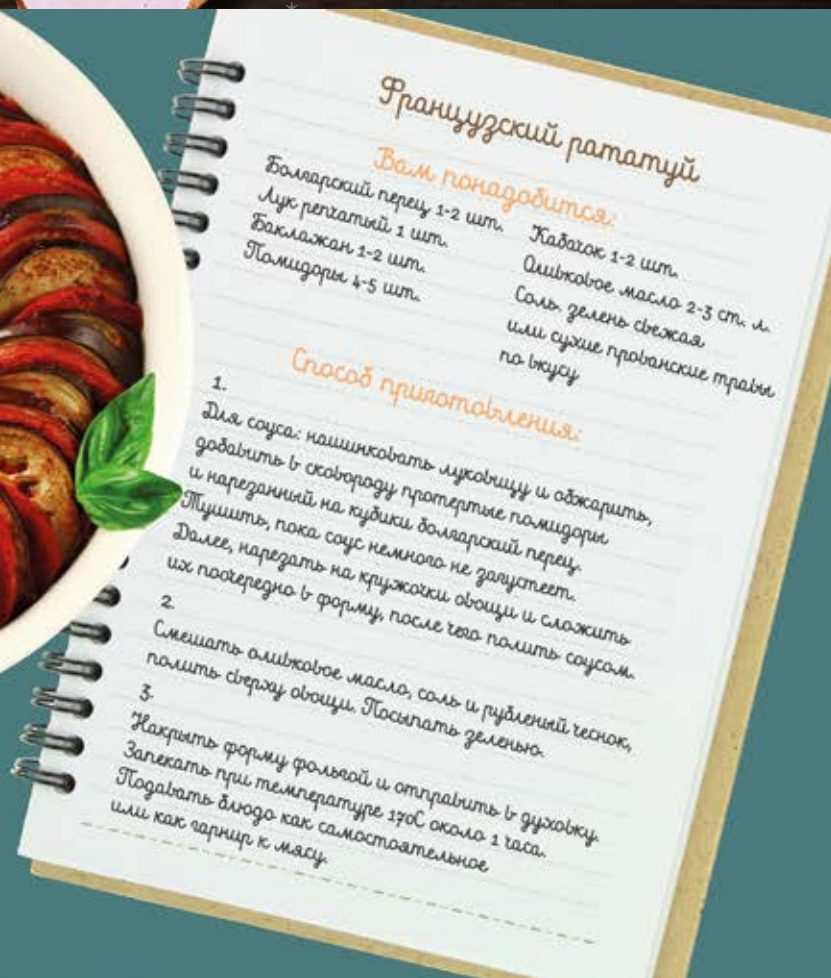 Французский рататуй
Вам понадобится:
Болгарский перец 1-2 шт.
Лук репчатый 1 шт.
Баклажан 1-2 шт.
Помидоры 4-5 шт.
Кабачок 1-2 шт.
Оливковое масло 2-3 ст. л.
Соль. зелень свежая
или сухие прованские травы
по вкусу
Способ приготовления:
1.
Для соуса: нашинковать луковицу и обжарить,
добавить в сковороду протертые помидоры
и нарезанный на кубики болгарский перец.
Тушить, пока соус немного не загустеет.
Далее, нарезать на кружочки овощи и сложить
их поочередно в форму, после чего полить соусом.
2.
Смешать оливковое масло, соль и рубленый чеснок,
полить сверху овощи. Посыпать зеленью.
3.
Накрыть форму фольгой и отправить в духовку.
Запекать при температуре 170С около 1 часа.
Подавать блюдо как самостоятельное
или как гарнир к мясу.